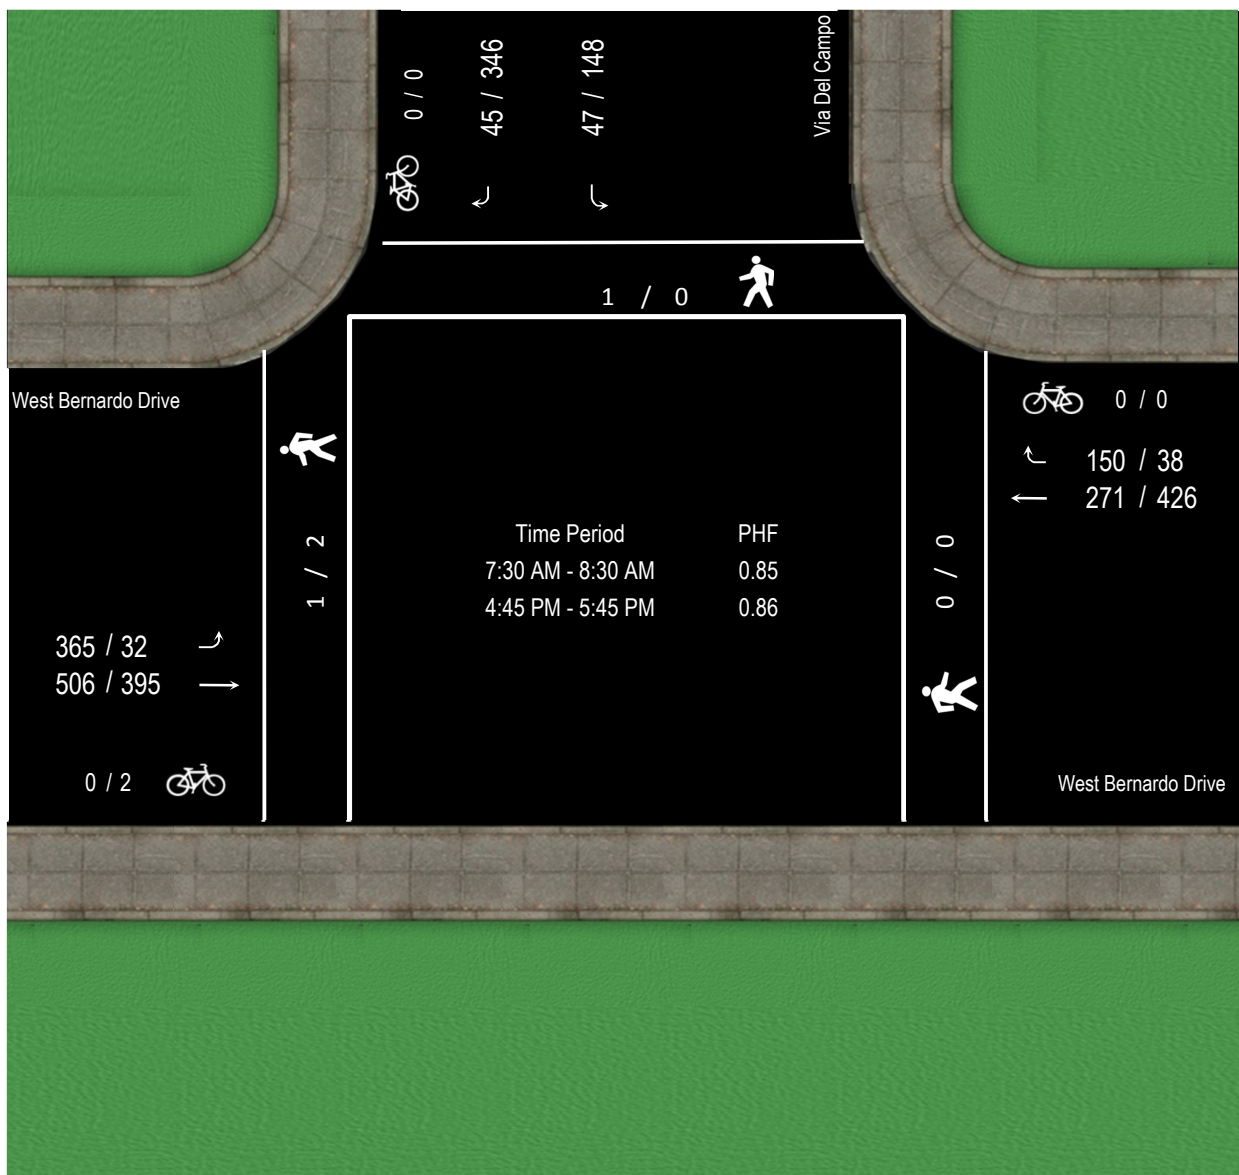 0 / 0
45 / 346
47 / 148
Via Del Campo
1 / 0
West Bernardo Drive
0 / 0
150 / 38
271 / 426
1 / 2
Time Period PHF
7:30 AM - 8:30 AM 0.85
4:45 PM - 5:45 PM 0.86
0 / 0
365 / 32
506 / 395
0 / 2
West Bernardo Drive